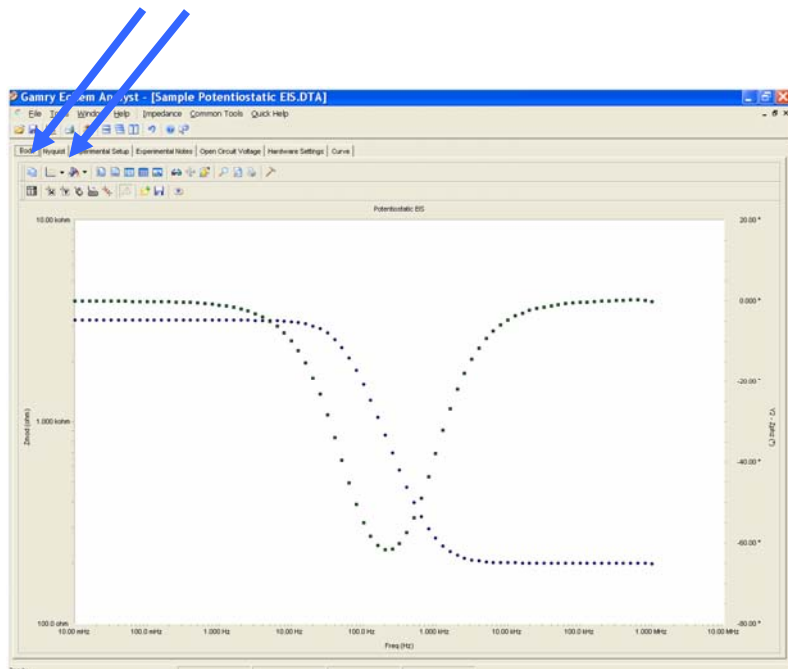 Gamry Echem Analyst - [Sample Potentiostatic EIS.DTA]
File Tools Window Help Impedance Common Tools Quick Help
Bode Nyquist Experimental Setup Experimental Notes Open Circuit Voltage Hardware Settings Curve
Potentiostatic EIS
10.00 kohm
1.000 kohm
100.0 ohm
Zmod (ohm)
20.00 °
0.000 °
-20.00 °
-40.00 °
-60.00 °
-80.00 °
Y2 - Zphz (°)
10.00 mHz 100.0 mHz 1.000 Hz 10.00 Hz 100.0 Hz 1.000 kHz 10.00 kHz 100.0 kHz 1.000 MHz 10.00 MHz
Freq (Hz)